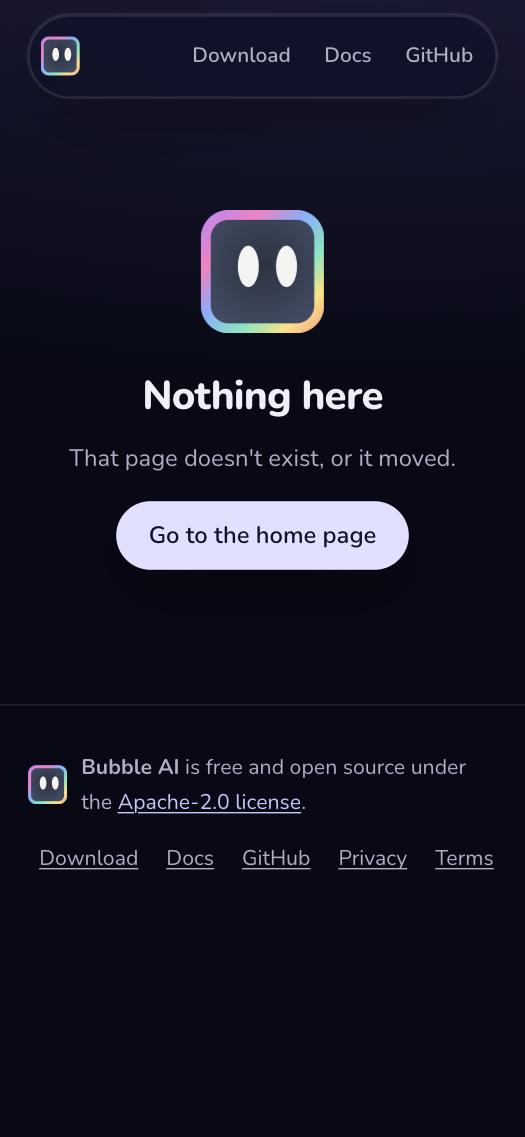 Download Docs GitHub
Nothing here
That page doesn't exist, or it moved.
Go to the home page
Bubble AI is free and open source under
the Apache-2.0 license.
Download Docs GitHub Privacy Terms